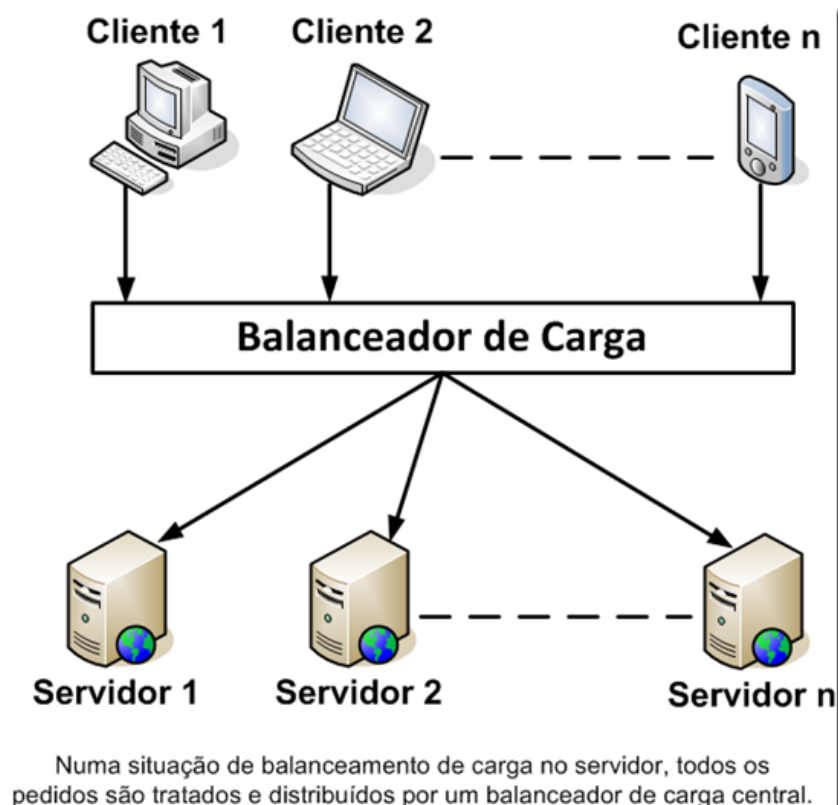 Cliente 1
Cliente 2
Cliente n
Balanceador de Carga
Servidor 1
Servidor 2
Servidor n
Numa situação de balanceamento de carga no servidor, todos os
pedidos são tratados e distribuídos por um balanceador de carga central.